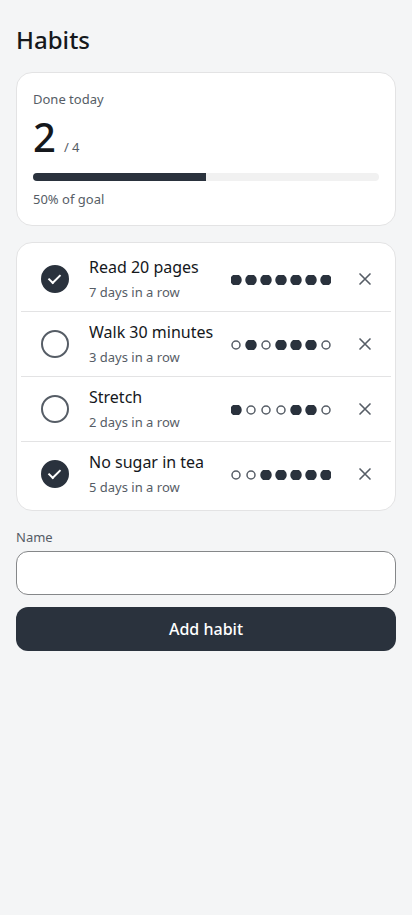 Habits
Done today
2 / 4
50% of goal
Read 20 pages
7 days in a row
Walk 30 minutes
3 days in a row
Stretch
2 days in a row
No sugar in tea
5 days in a row
Name
Add habit